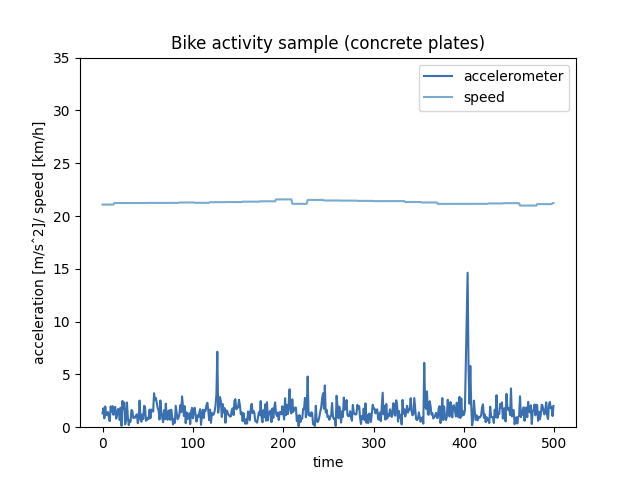 Bike activity sample (concrete plates)
accelerometer
speed
acceleration [m/sˆ2]/ speed [km/h]
35
30
25
20
15
10
5
0
0 100 200 300 400 500
time